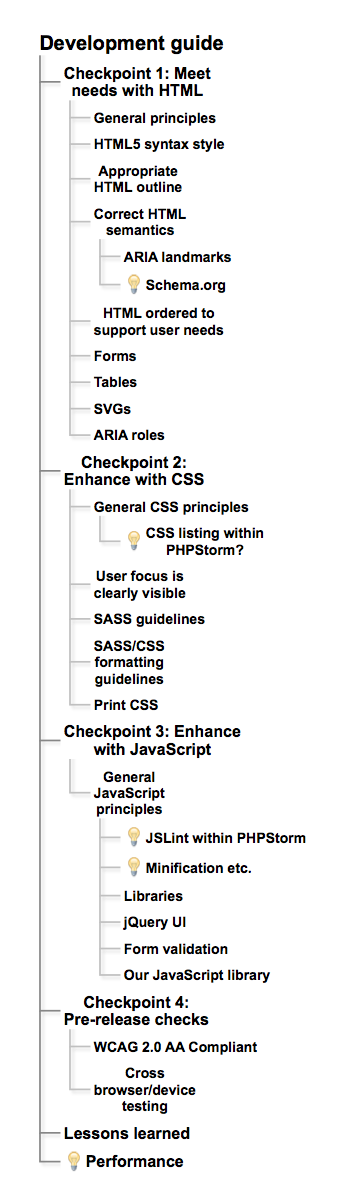 Development guide
Checkpoint 1: Meet
needs with HTML
General principles
HTML5 syntax style
Appropriate
HTML outline
Correct HTML
semantics
ARIA landmarks
Schema.org
HTML ordered to
support user needs
Forms
Tables
SVGs
ARIA roles
Checkpoint 2:
Enhance with CSS
General CSS principles
CSS listing within
PHPStorm?
User focus is
clearly visible
SASS guidelines
SASS/CSS
formatting
guidelines
Print CSS
Checkpoint 3: Enhance
with JavaScript
General
JavaScript
principles
JSLint within PHPStorm
Minification etc.
Libraries
jQuery UI
Form validation
Our JavaScript library
Checkpoint 4:
Pre-release checks
WCAG 2.0 AA Compliant
Cross
browser/device
testing
Lessons learned
Performance